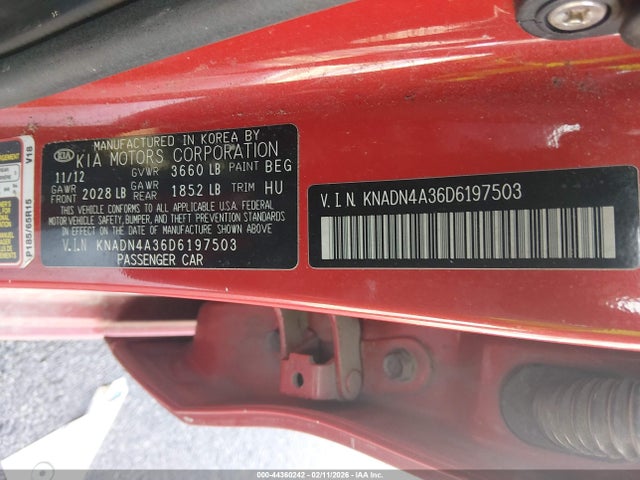 MANUFACTURED IN KOREA BY
KIA KIA MOTORS CORPORATION
11/12 GVWR 3660 LB PAINT BEG
GAWR FRONT 2028 LB GAWR REAR 1852 LB TRIM HU
THIS VEHICLE CONFORMS TO ALL APPLICABLE U.S. FEDERAL
MOTOR VEHICLE SAFETY, BUMPER, AND THEFT PREVENTION STANDARDS
IN EFFECT ON THE DATE OF MANUFACTURE SHOWN ABOVE.
V.I.N KNADN4A36D6197503
PASSENGER CAR
V.I.N. KNADN4A36D6197503
V18
P185/65R15
000-44360242 - 02/11/2026 - IAAI.COM